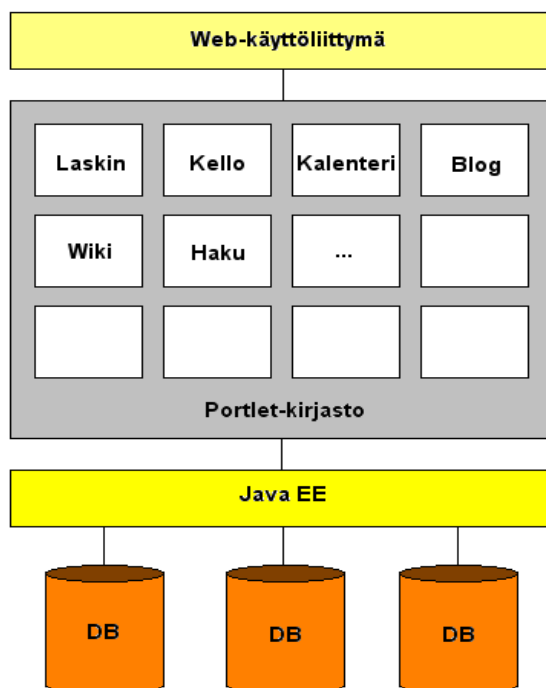 Web-käyttöliittymä
Laskin
Kello
Kalenteri
Blog
Wiki
Haku
...
Portlet-kirjasto
Java EE
DB
DB
DB